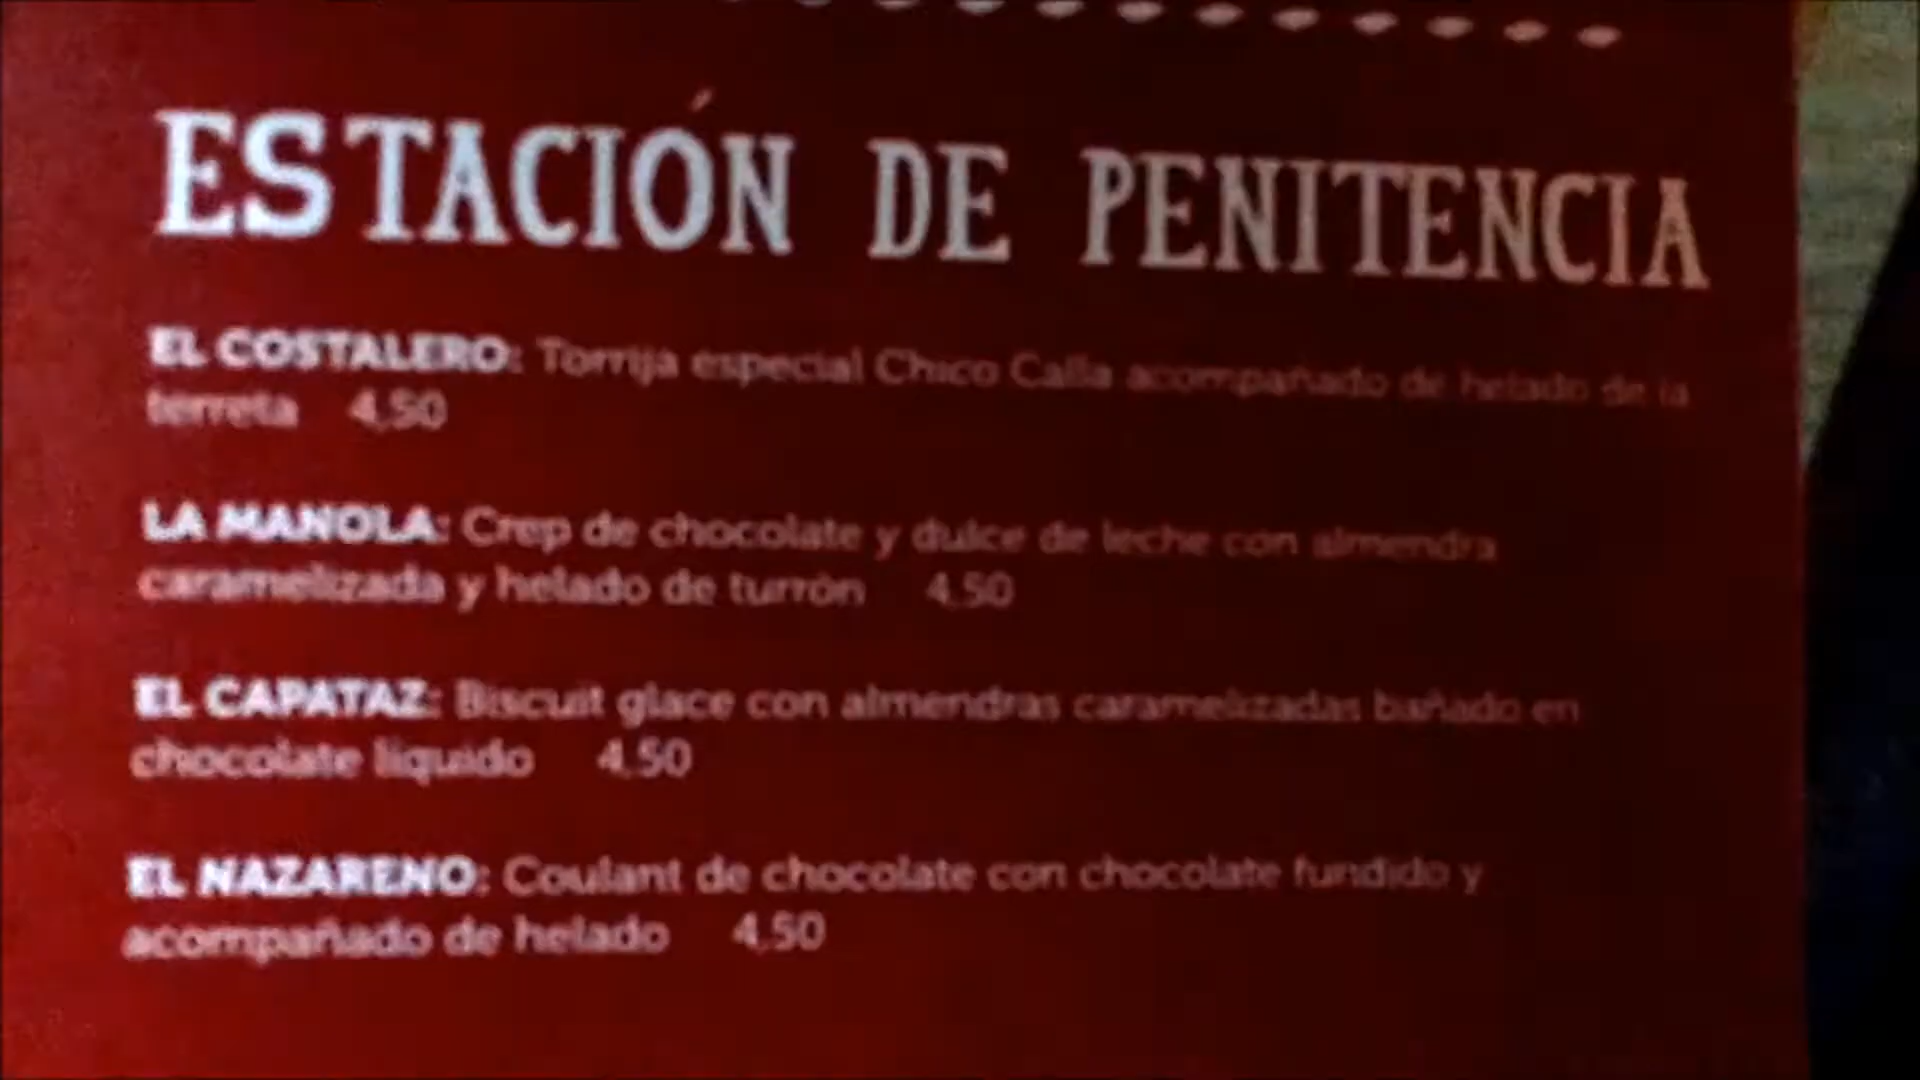 ESTACIÓN DE PENITENCIA
EL COSTALERO: Torrija especial Chico Calla acompañado de helado de la
terreta 4,50
LA MANOLA: Crep de chocolate y dulce de leche con almendra
caramelizada y helado de turrón 4,50
EL CAPATAZ: Biscuit glace con almendras caramelizadas bañado en
chocolate líquido 4,50
EL NAZARENO: Coulant de chocolate con chocolate fundido y
acompañado de helado 4,50